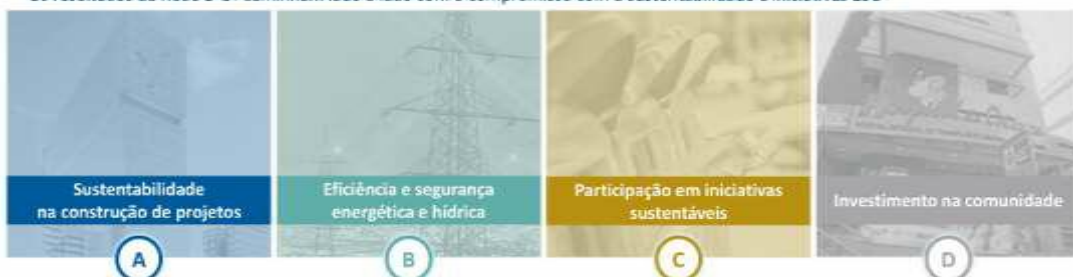 Sustentabilidade
na construção de projetos
Eficiência e segurança
energética e hídrica
Participação em iniciativas
sustentáveis
Investimento na comunidade
A
B
C
D